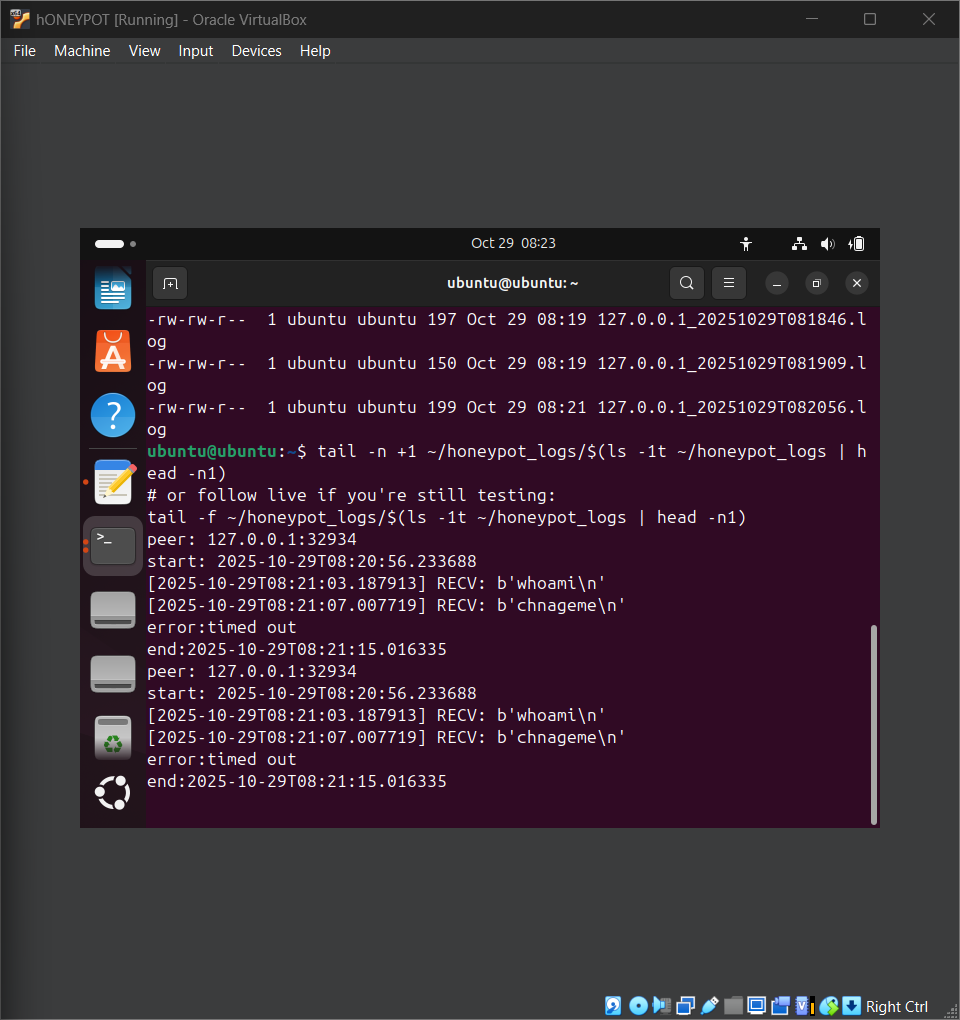 hONEYPOT [Running] - Oracle VirtualBox
File Machine View Input Devices Help
Oct 29 08:23
ubuntu@ubuntu: ~
-rw-rw-r--  1 ubuntu ubuntu 197 Oct 29 08:19 127.0.0.1_20251029T081846.l
og
-rw-rw-r--  1 ubuntu ubuntu 150 Oct 29 08:19 127.0.0.1_20251029T081909.l
og
-rw-rw-r--  1 ubuntu ubuntu 199 Oct 29 08:21 127.0.0.1_20251029T082056.l
og
ubuntu@ubuntu:~$ tail -n +1 ~/honeypot_logs/$(ls -1t ~/honeypot_logs | h
ead -n1)
# or follow live if you're still testing:
tail -f ~/honeypot_logs/$(ls -1t ~/honeypot_logs | head -n1)
peer: 127.0.0.1:32934
start: 2025-10-29T08:20:56.233688
[2025-10-29T08:21:03.187913] RECV: b'whoami\n'
[2025-10-29T08:21:07.007719] RECV: b'chnageme\n'
error:timed out
end:2025-10-29T08:21:15.016335
peer: 127.0.0.1:32934
start: 2025-10-29T08:20:56.233688
[2025-10-29T08:21:03.187913] RECV: b'whoami\n'
[2025-10-29T08:21:07.007719] RECV: b'chnageme\n'
error:timed out
end:2025-10-29T08:21:15.016335
Right Ctrl